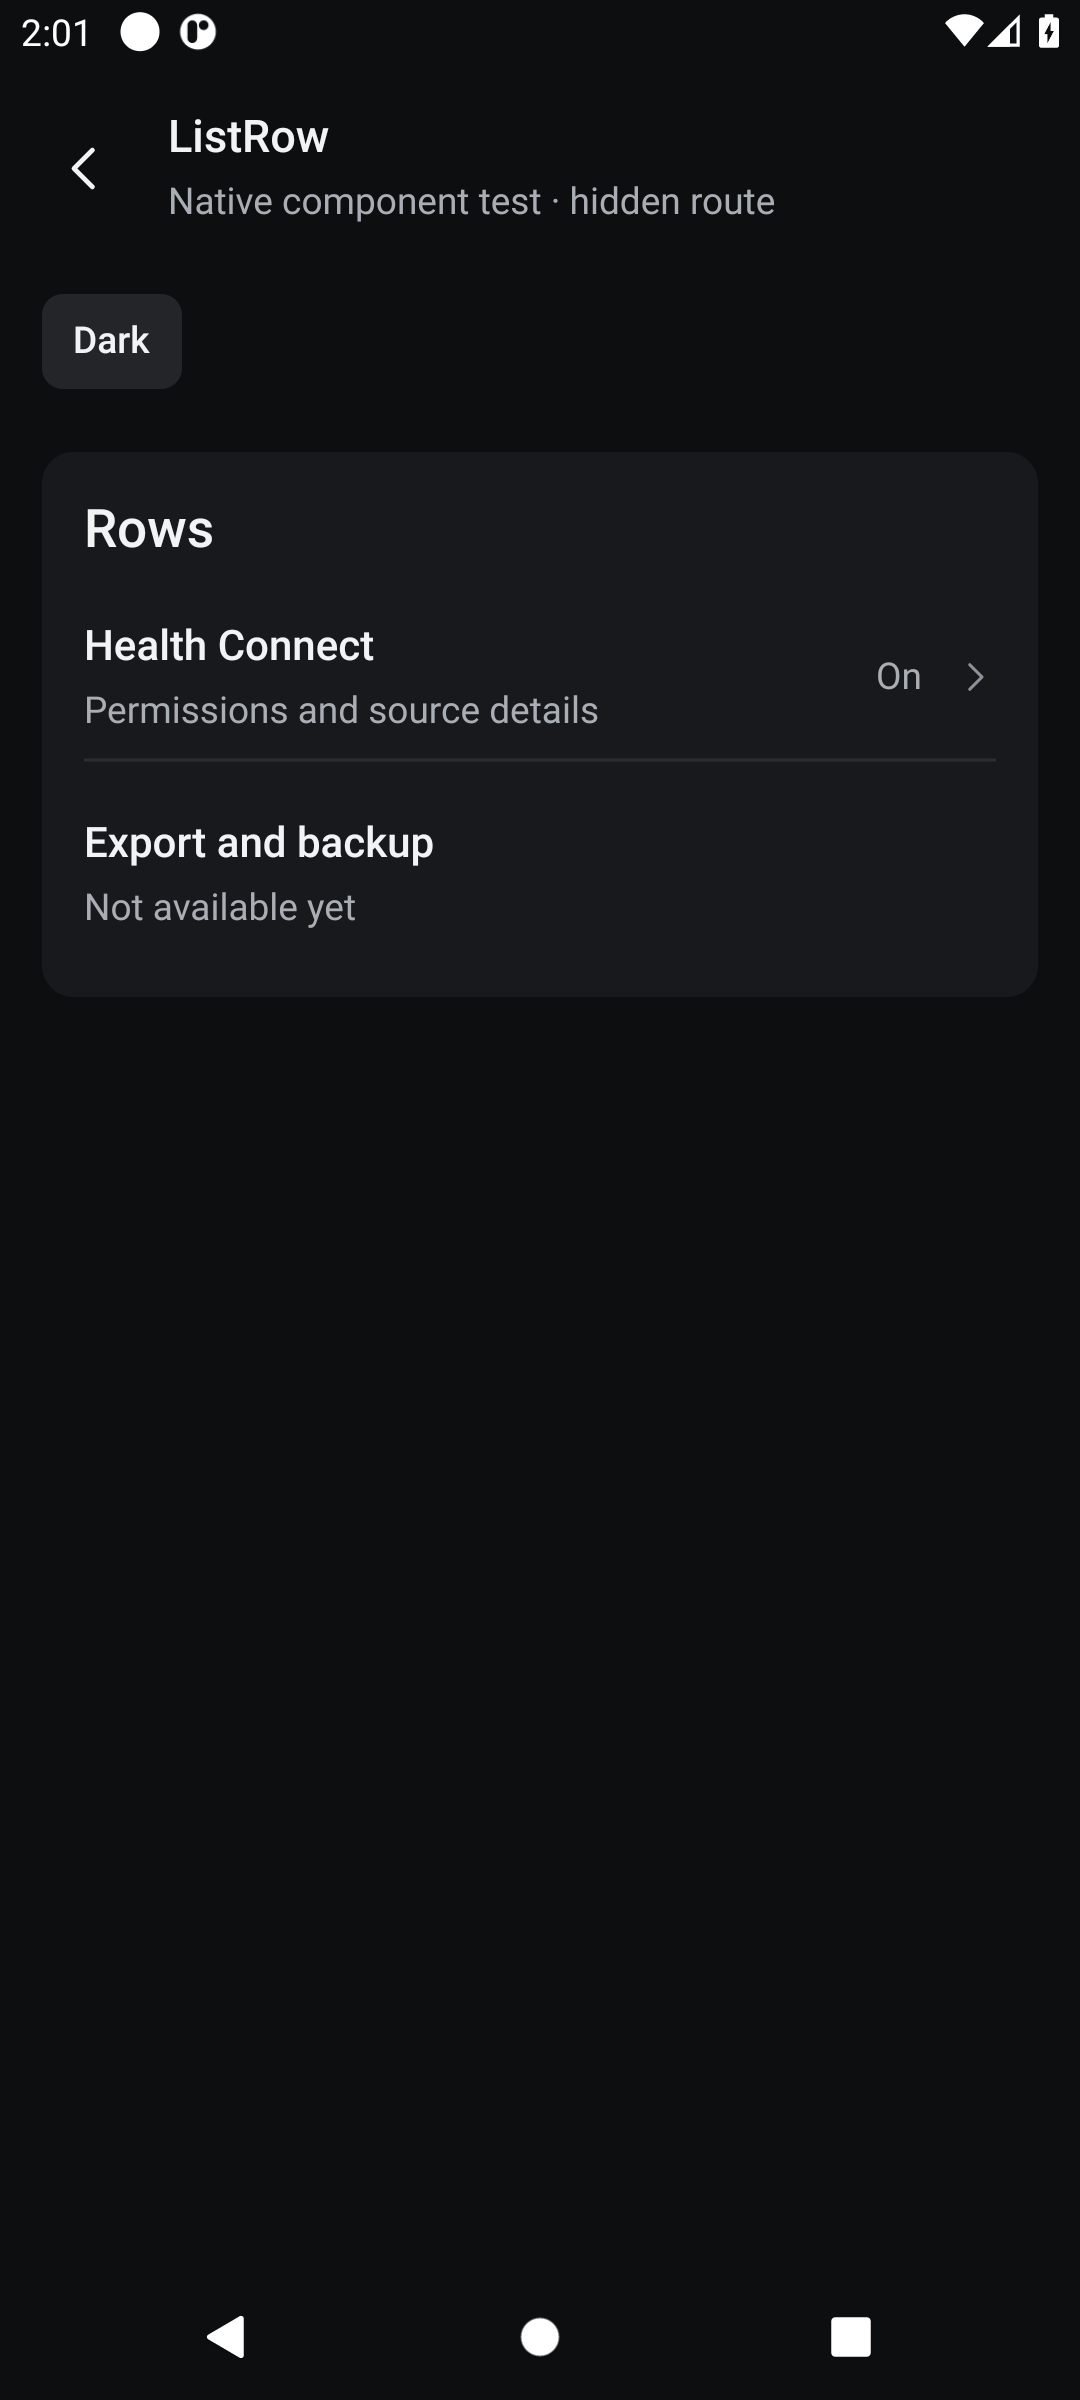 2:01
ListRow
Native component test · hidden route
Dark
Rows
Health Connect
Permissions and source details
On
Export and backup
Not available yet